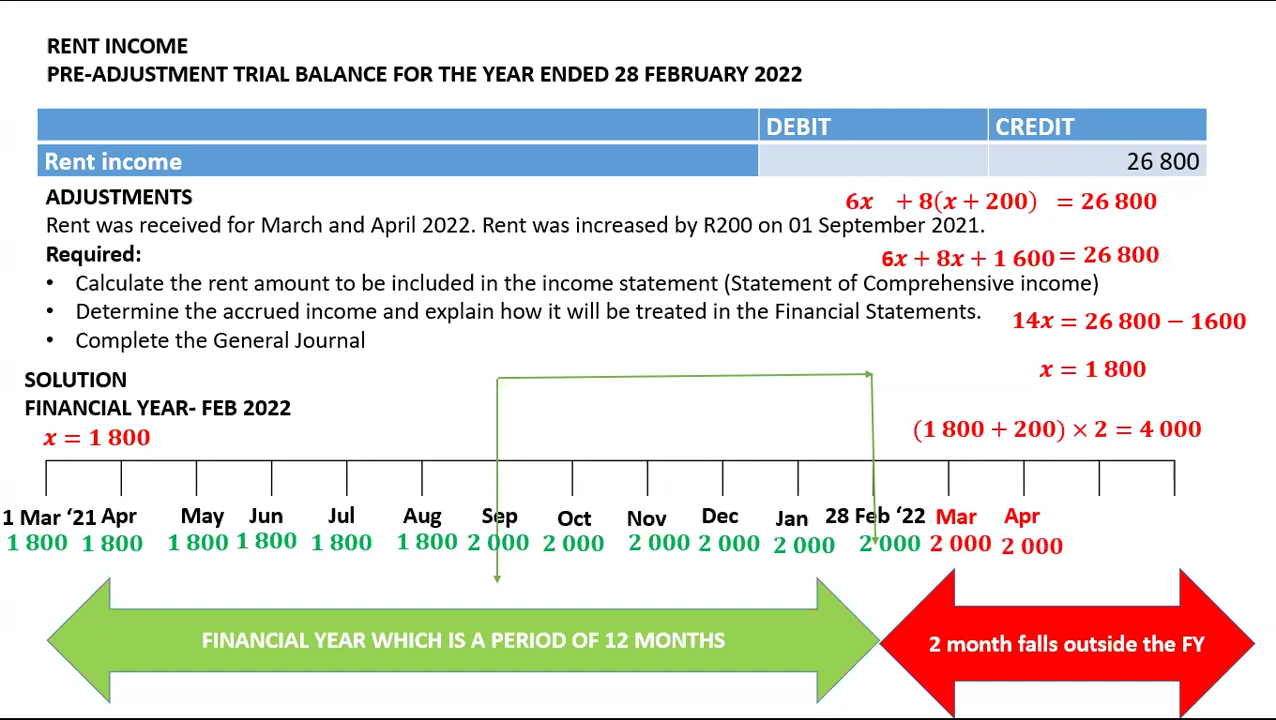 RENT INCOME
PRE-ADJUSTMENT TRIAL BALANCE FOR THE YEAR ENDED 28 FEBRUARY 2022
DEBIT CREDIT
Rent income 26 800
ADJUSTMENTS
6x + 8(x + 200) = 26 800
Rent was received for March and April 2022. Rent was increased by R200 on 01 September 2021.
Required:
6x + 8x + 1 600 = 26 800
• Calculate the rent amount to be included in the income statement (Statement of Comprehensive income)
• Determine the accrued income and explain how it will be treated in the Financial Statements.
14x = 26 800 − 1600
• Complete the General Journal
x = 1 800
SOLUTION
FINANCIAL YEAR- FEB 2022
x = 1 800
(1 800 + 200) × 2 = 4 000
1 Mar ‘21 Apr May Jun Jul Aug Sep Oct Nov Dec Jan 28 Feb ‘22 Mar Apr
1 800 1 800 1 800 1 800 1 800 1 800 2 000 2 000 2 000 2 000 2 000 2 000 2 000 2 000
FINANCIAL YEAR WHICH IS A PERIOD OF 12 MONTHS
2 month falls outside the FY